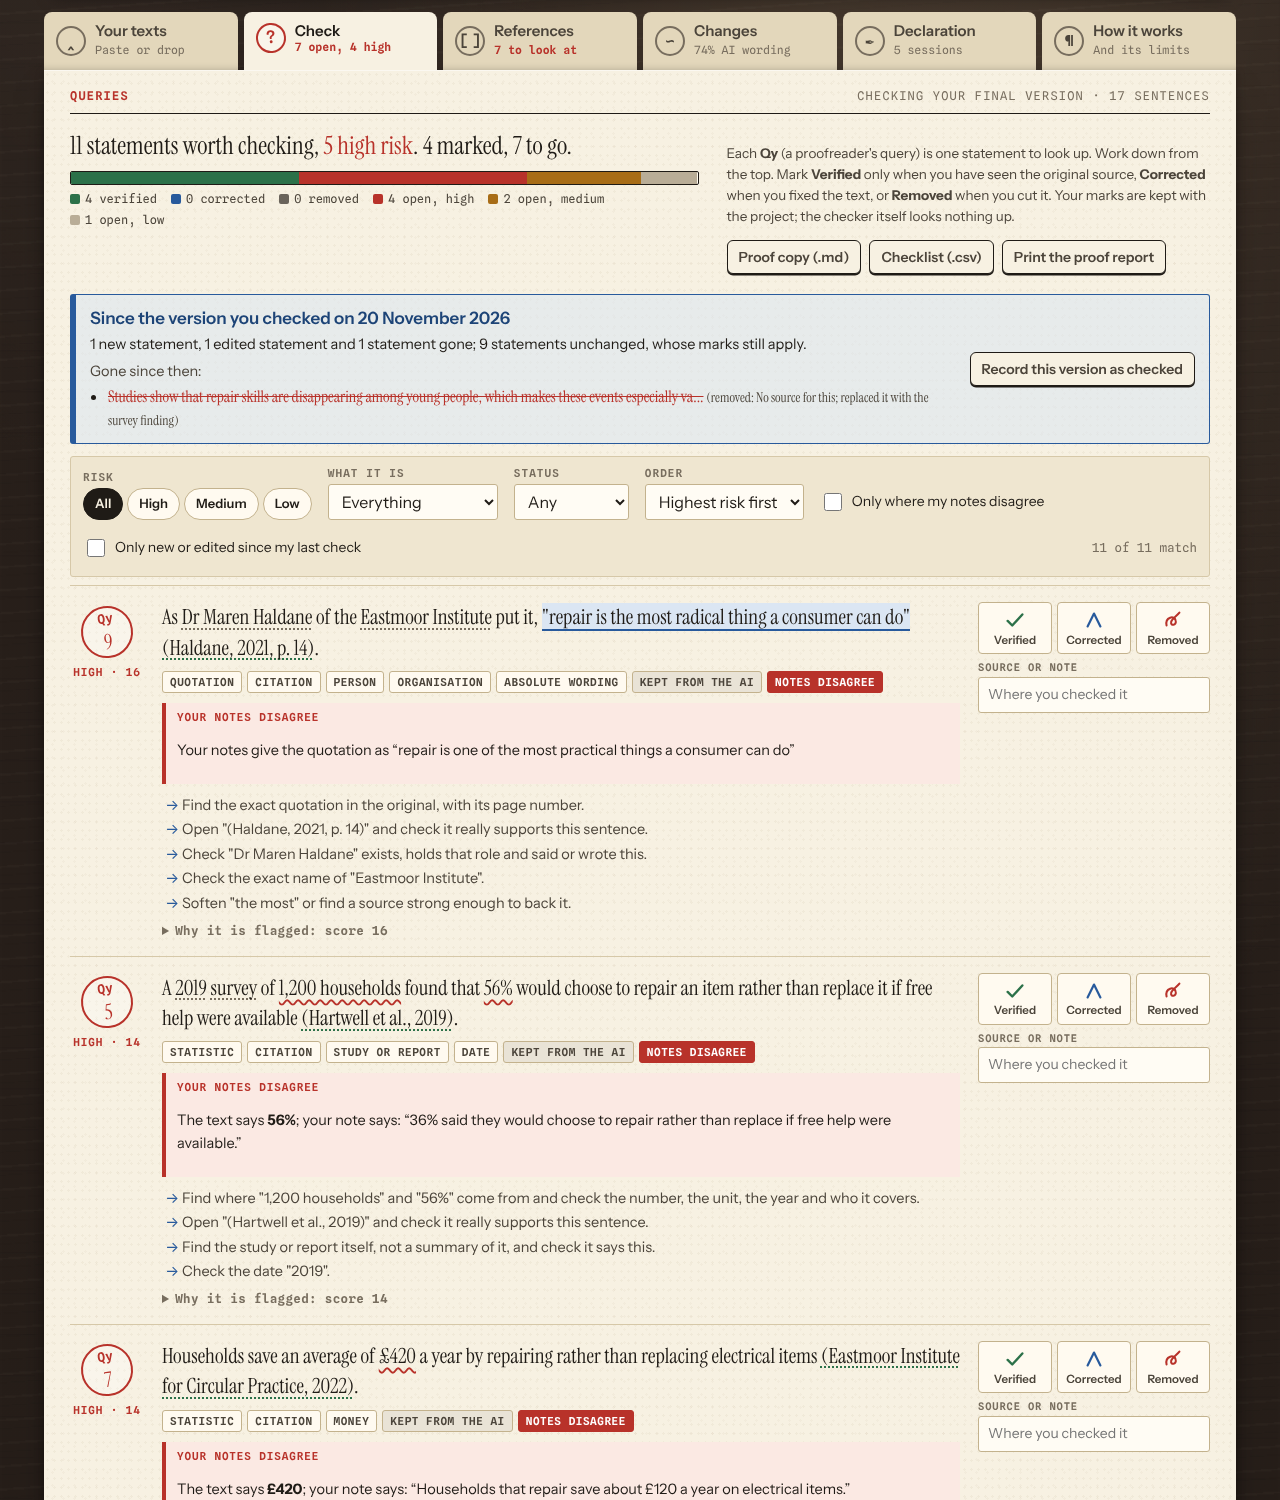 Your texts
Paste or drop
?
Check
7 open, 4 high
[ ]
References
7 to look at
Changes
74% AI wording
Declaration
5 sessions
¶
How it works
And its limits
QUERIES
CHECKING YOUR FINAL VERSION · 17 SENTENCES
11 statements worth checking, 5 high risk. 4 marked, 7 to go.
4 verified 0 corrected 0 removed 4 open, high 2 open, medium
1 open, low
Each Qy (a proofreader's query) is one statement to look up. Work down from
the top. Mark Verified only when you have seen the original source, Corrected
when you fixed the text, or Removed when you cut it. Your marks are kept with
the project; the checker itself looks nothing up.
Proof copy (.md) Checklist (.csv) Print the proof report
Since the version you checked on 20 November 2026
1 new statement, 1 edited statement and 1 statement gone; 9 statements unchanged, whose marks still apply.
Gone since then:
• Studies show that repair skills are disappearing among young people, which makes these events especially va… (removed: No source for this; replaced it with the
survey finding)
Record this version as checked
RISK
All High Medium Low
WHAT IT IS
Everything
STATUS
Any
ORDER
Highest risk first
Only where my notes disagree
Only new or edited since my last check
11 of 11 match
Qy
9
HIGH · 16
As Dr Maren Haldane of the Eastmoor Institute put it, "repair is the most radical thing a consumer can do"
(Haldane, 2021, p. 14).
QUOTATION CITATION PERSON ORGANISATION ABSOLUTE WORDING KEPT FROM THE AI NOTES DISAGREE
YOUR NOTES DISAGREE
Your notes give the quotation as “repair is one of the most practical things a consumer can do”
→ Find the exact quotation in the original, with its page number.
→ Open "(Haldane, 2021, p. 14)" and check it really supports this sentence.
→ Check "Dr Maren Haldane" exists, holds that role and said or wrote this.
→ Check the exact name of "Eastmoor Institute".
→ Soften "the most" or find a source strong enough to back it.
▶ Why it is flagged: score 16
Verified Corrected Removed
SOURCE OR NOTE
Where you checked it
Qy
5
HIGH · 14
A 2019 survey of 1,200 households found that 56% would choose to repair an item rather than replace it if free
help were available (Hartwell et al., 2019).
STATISTIC CITATION STUDY OR REPORT DATE KEPT FROM THE AI NOTES DISAGREE
YOUR NOTES DISAGREE
The text says 56%; your note says: “36% said they would choose to repair rather than replace if free help were
available.”
→ Find where "1,200 households" and "56%" come from and check the number, the unit, the year and who it covers.
→ Open "(Hartwell et al., 2019)" and check it really supports this sentence.
→ Find the study or report itself, not a summary of it, and check it says this.
→ Check the date "2019".
▶ Why it is flagged: score 14
Verified Corrected Removed
SOURCE OR NOTE
Where you checked it
Qy
7
HIGH · 14
Households save an average of £420 a year by repairing rather than replacing electrical items (Eastmoor Institute
for Circular Practice, 2022).
STATISTIC CITATION MONEY KEPT FROM THE AI NOTES DISAGREE
YOUR NOTES DISAGREE
The text says £420; your note says: “Households that repair save about £120 a year on electrical items.”
Verified Corrected Removed
SOURCE OR NOTE
Where you checked it